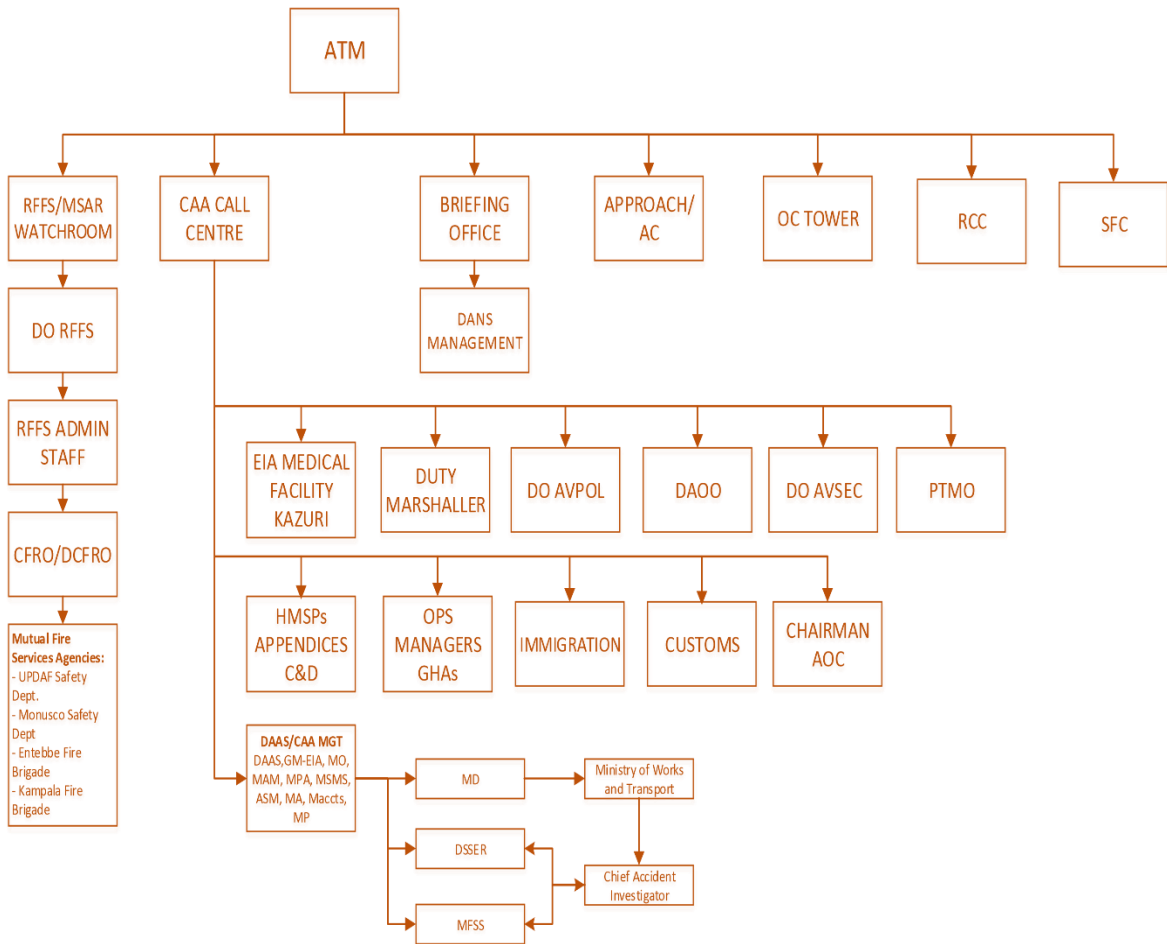 ATM
RFFS/MSAR
WATCHROOM
CAA CALL
CENTRE
BRIEFING
OFFICE
APPROACH/
AC
OC TOWER
RCC
SFC
DO RFFS
DANS
MANAGEMENT
RFFS ADMIN
STAFF
EIA MEDICAL
FACILITY
KAZURI
DUTY
MARSHALLER
DO AVPOL
DAOO
DO AVSEC
PTMO
CFRO/DCFRO
HMSPs
APPENDICES
C&D
OPS
MANAGERS
GHAs
IMMIGRATION
CUSTOMS
CHAIRMAN
AOC
Mutual Fire
Services Agencies:
- UPDAF Safety
Dept.
- Monusco Safety
Dept
- Entebbe Fire
Brigade
- Kampala Fire
Brigade
DAAS/CAA MGT
DAAS,GM-EIA, MO,
MAM, MPA, MSMS,
ASM, MA, Maccts,
MP
MD
Ministry of Works
and Transport
DSSER
Chief Accident
Investigator
MFSS